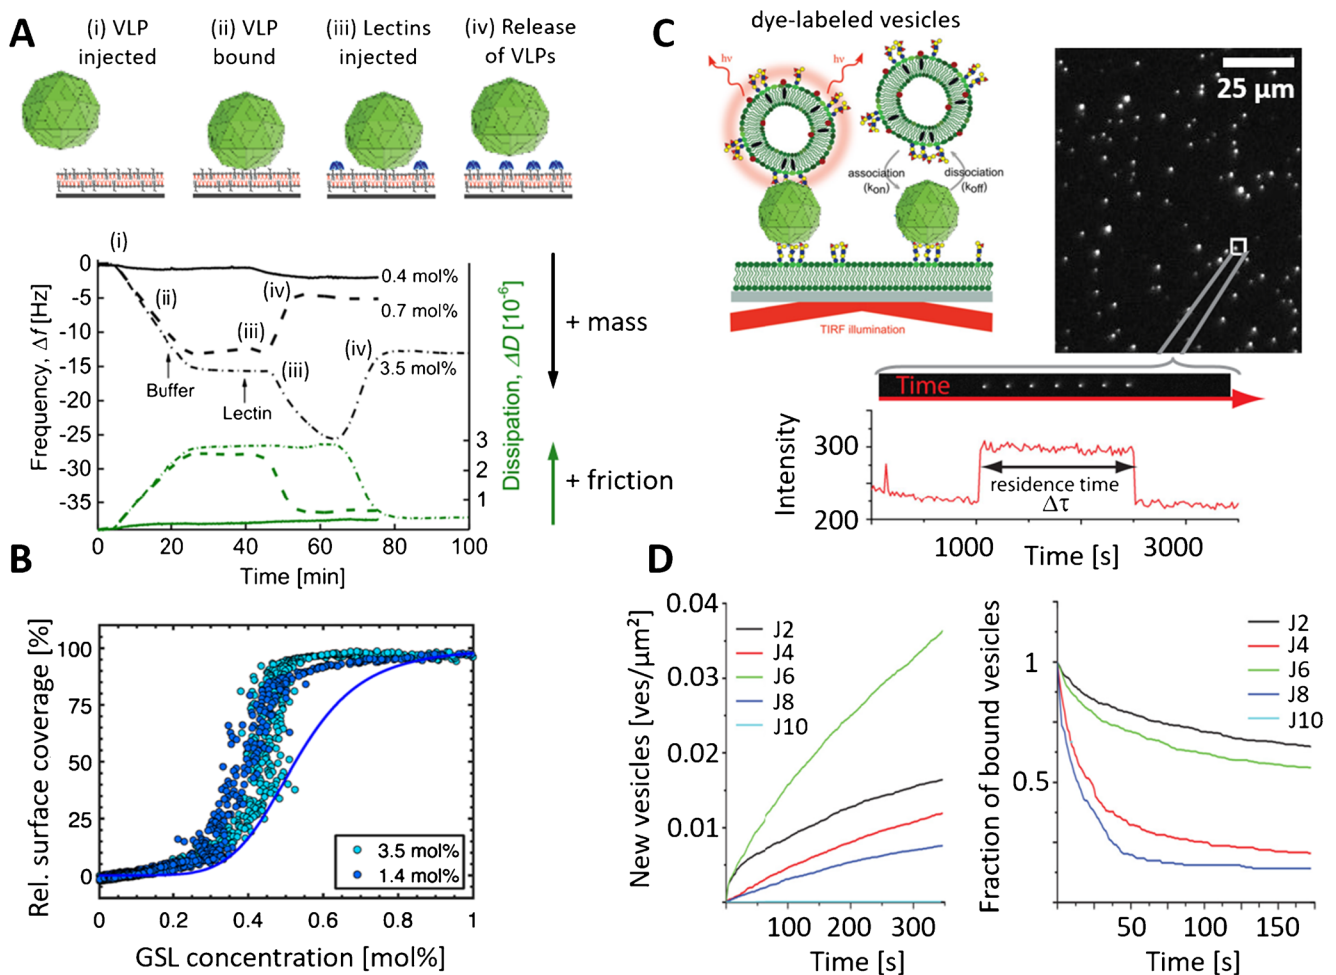 A
(i) VLP
injected
(ii) VLP
bound
(iii) Lectins
injected
(iv) Release
of VLPs
(i)
(ii)
(iii)
(iv)
(iii)
(iv)
0.4 mol%
0.7 mol%
3.5 mol%
Buffer
Lectin
Frequency, Δf [Hz]
0
-5
-10
-15
-20
-25
-30
-35
3
2
1
Dissipation, ΔD [10⁻⁶]
+ mass
+ friction
0 20 40 60 80 100
Time [min]
B
Rel. surface coverage [%]
100
75
50
25
0
3.5 mol%
1.4 mol%
0 0.2 0.4 0.6 0.8 1
GSL concentration [mol%]
C
dye-labeled vesicles
hν
hν
association
(kon)
dissociation
(koff)
TIRF illumination
25 µm
Time
Intensity
300
200
residence time
Δτ
1000 3000
Time [s]
D
New vesicles [ves/µm²]
0.04
0.03
0.02
0.01
J2
J4
J6
J8
J10
100 200 300
Time [s]
Fraction of bound vesicles
1
0.5
J2
J4
J6
J8
J10
50 100 150
Time [s]